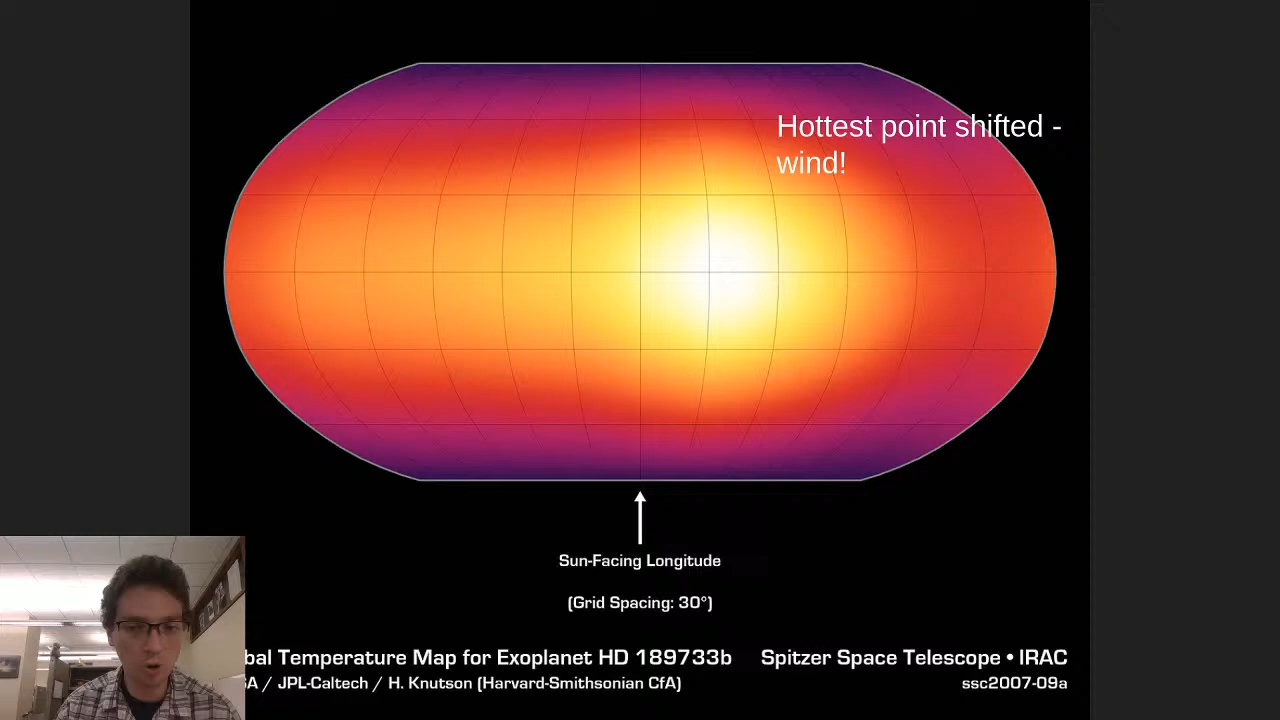 Hottest point shifted -
wind!
Sun-Facing Longitude
(Grid Spacing: 30°)
bal Temperature Map for Exoplanet HD 189733b
Spitzer Space Telescope • IRAC
SA / JPL-Caltech / H. Knutson (Harvard-Smithsonian CfA)
ssc2007-09a